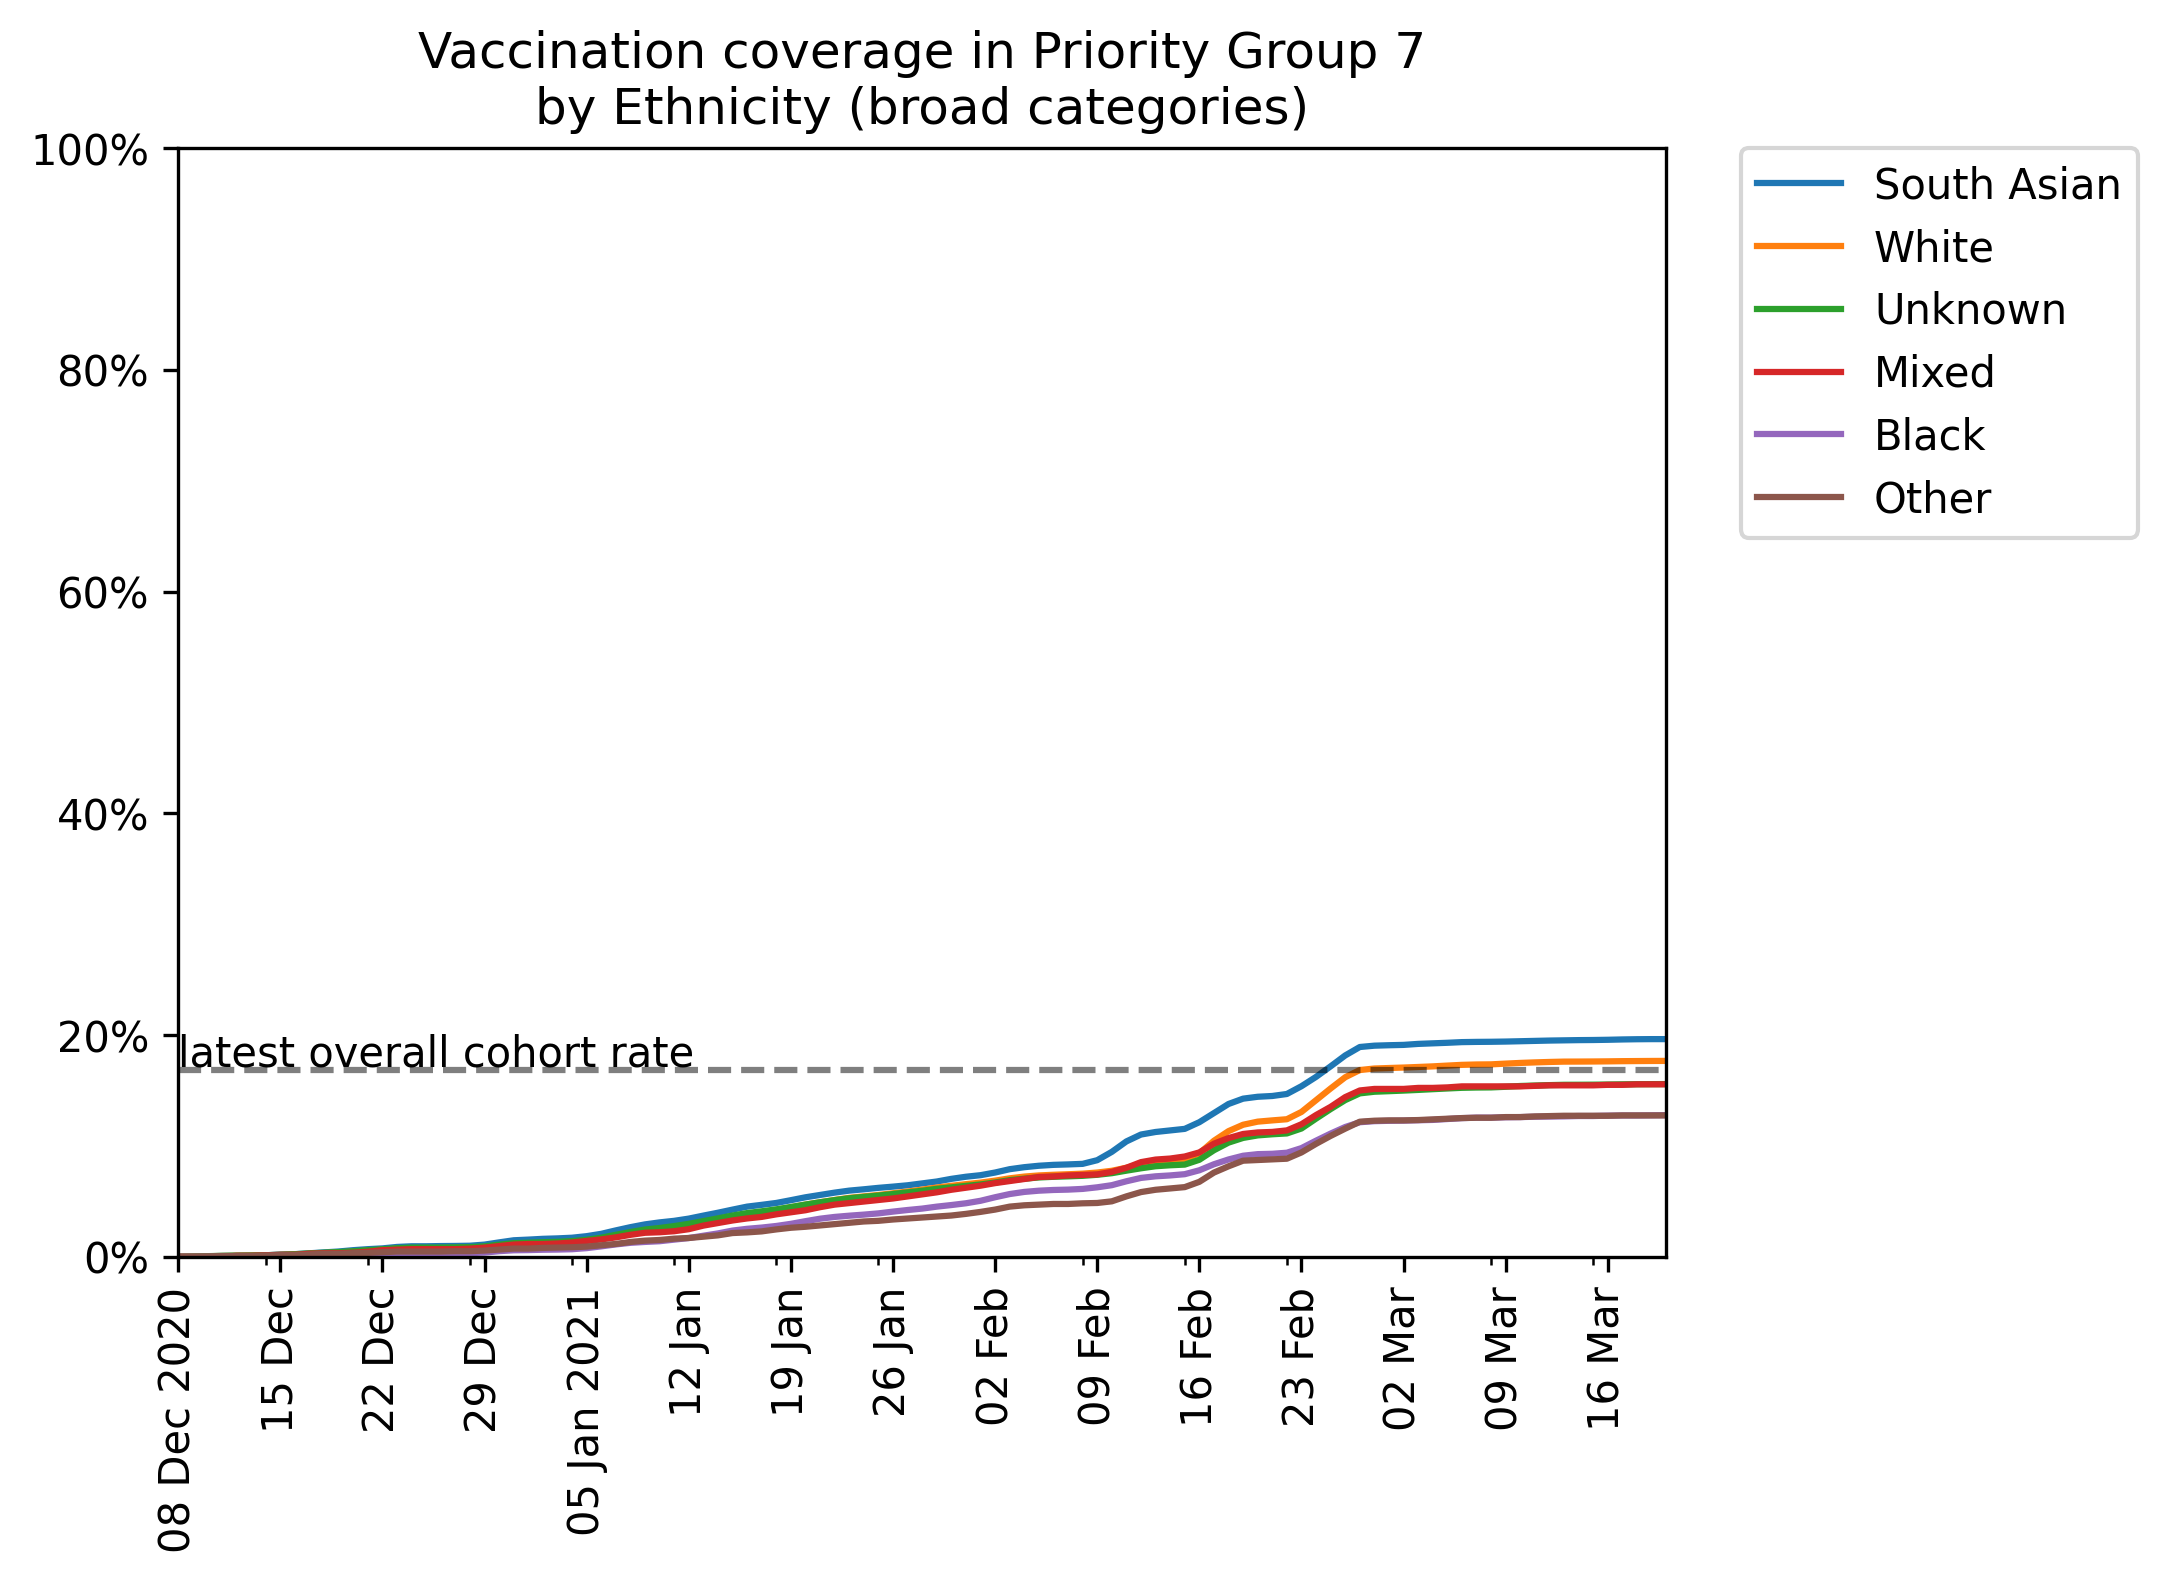 Vaccination coverage in Priority Group 7
by Ethnicity (broad categories)
100%
80%
60%
40%
20%
0%
latest overall cohort rate
08 Dec 2020
15 Dec
22 Dec
29 Dec
05 Jan 2021
12 Jan
19 Jan
26 Jan
02 Feb
09 Feb
16 Feb
23 Feb
02 Mar
09 Mar
16 Mar
South Asian
White
Unknown
Mixed
Black
Other